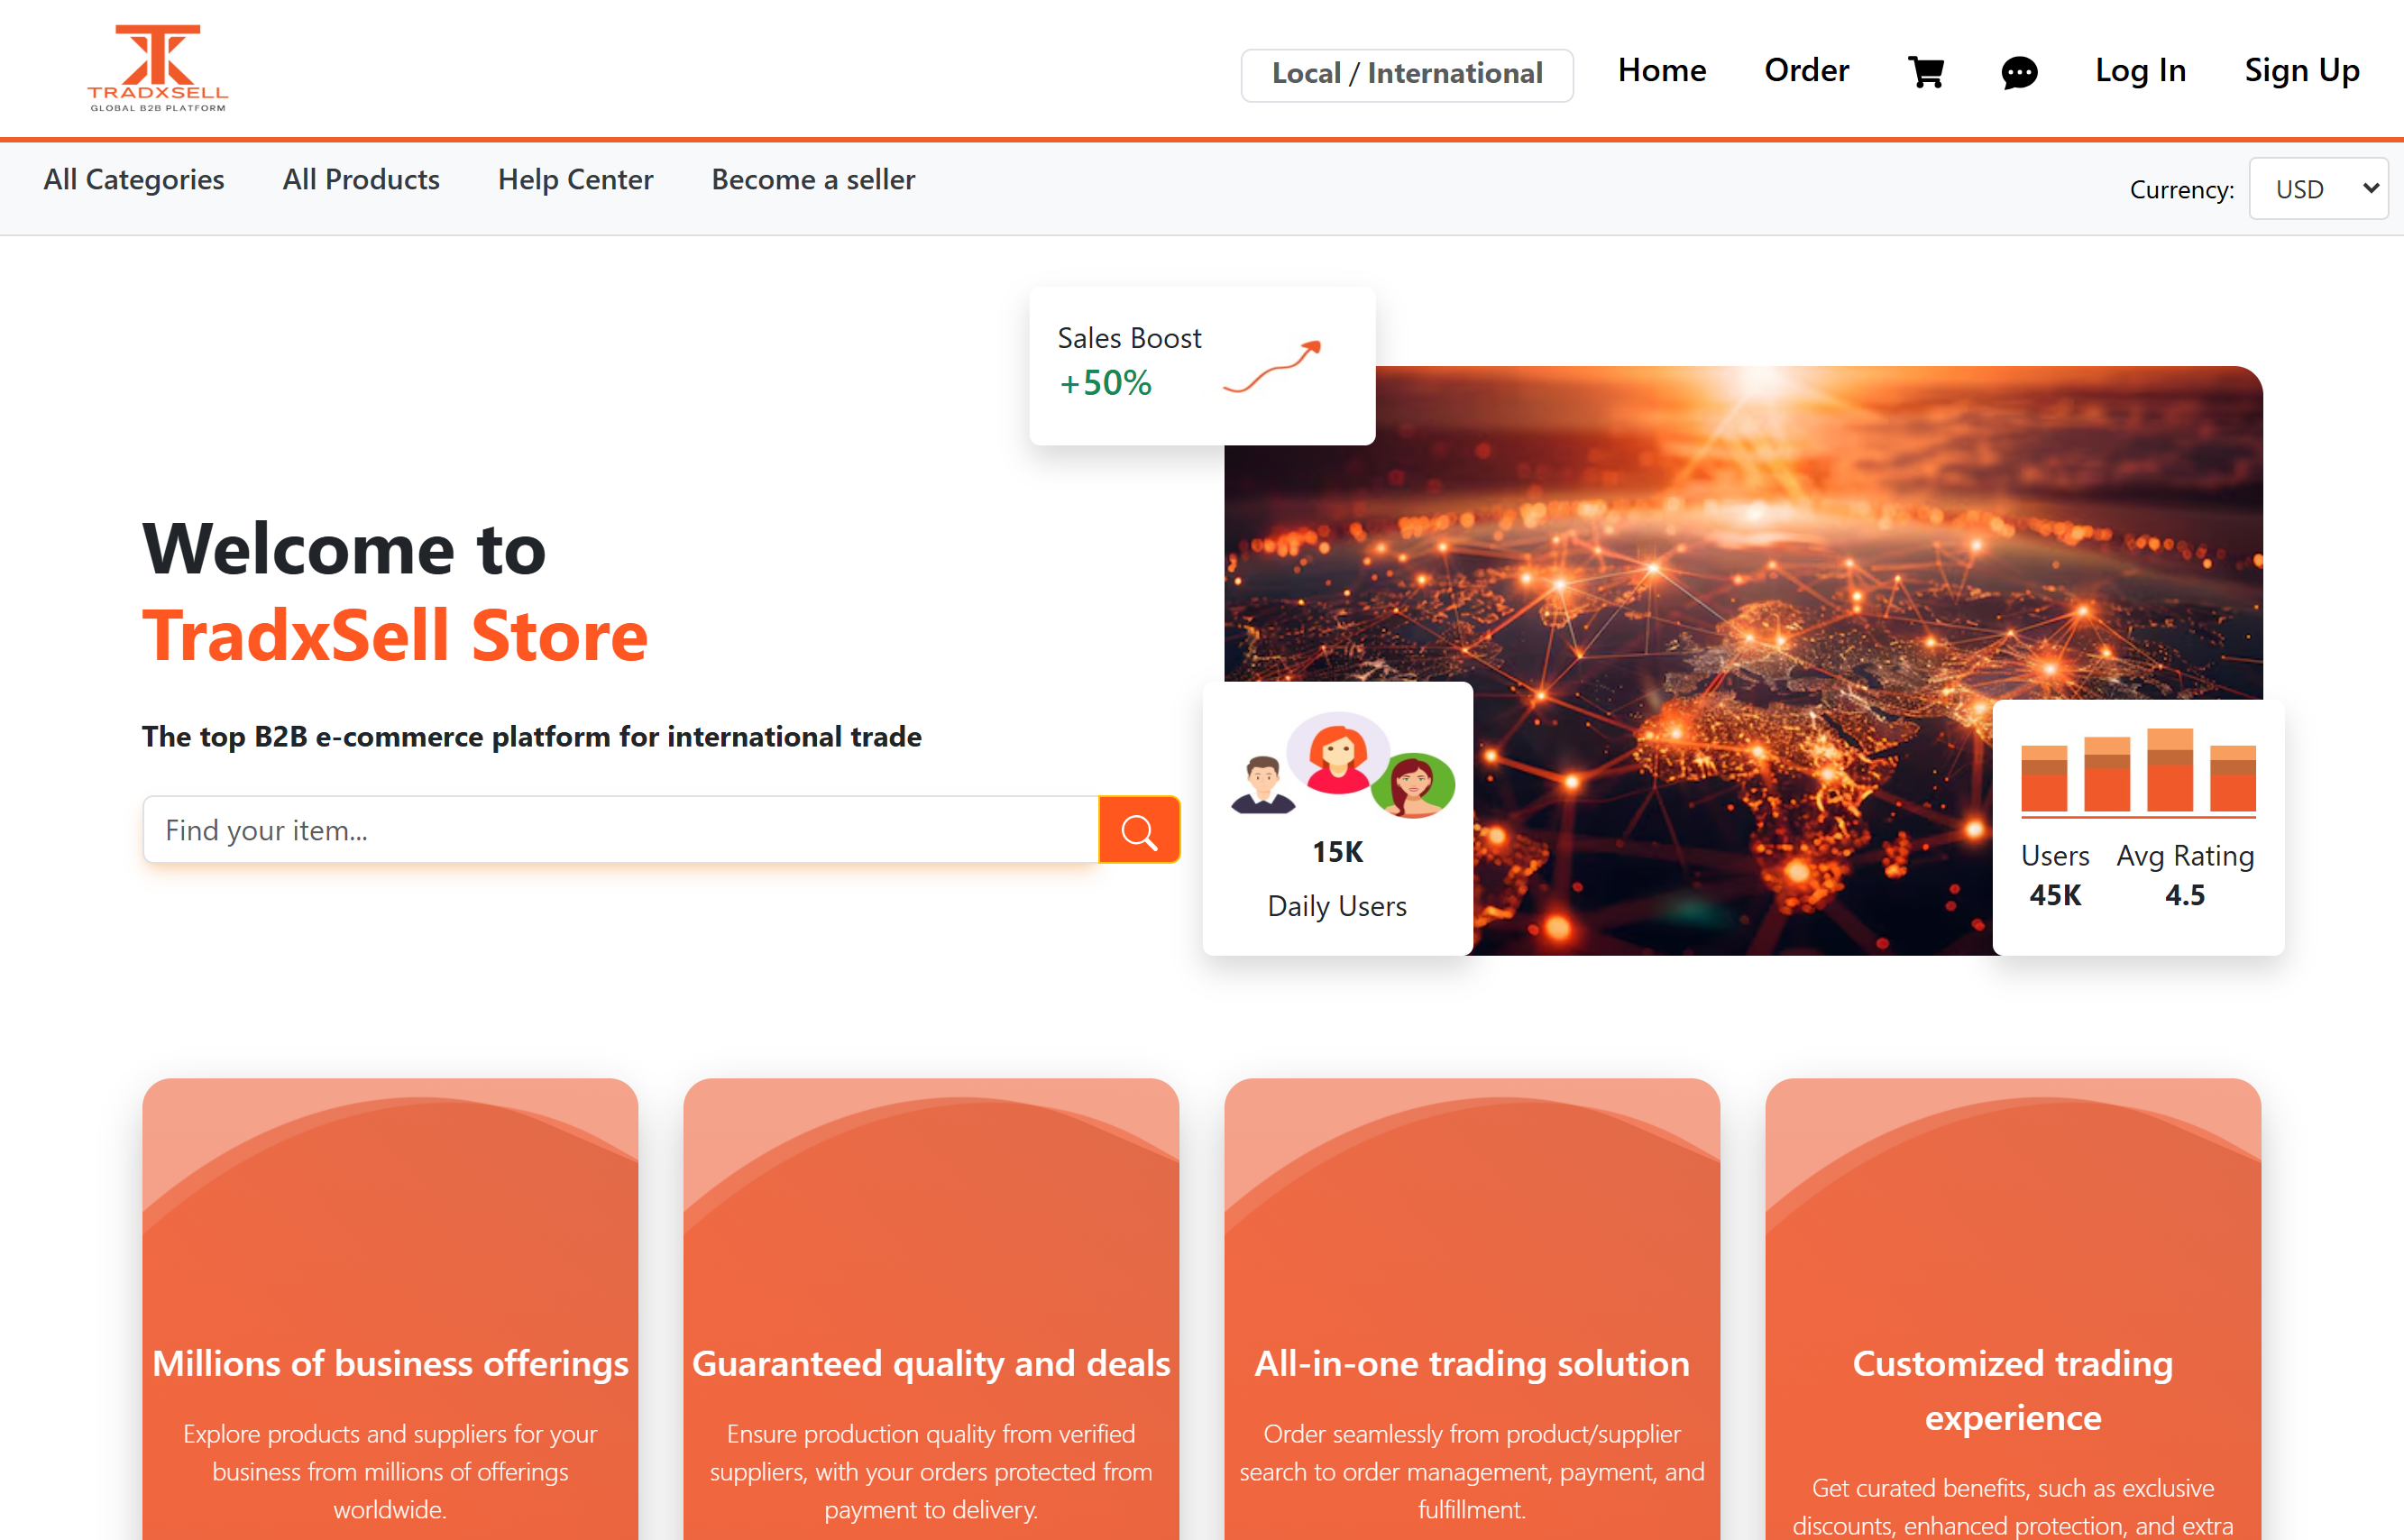 TRADXSELL
GLOBAL B2B PLATFORM
Local / International
Home
Order
Log In
Sign Up
All Categories
All Products
Help Center
Become a seller
Currency:
USD
Sales Boost
+50%
Welcome to
TradxSell Store
The top B2B e-commerce platform for international trade
Find your item...
15K
Daily Users
Users
45K
Avg Rating
4.5
Millions of business offerings
Explore products and suppliers for your
business from millions of offerings
worldwide.
Guaranteed quality and deals
Ensure production quality from verified
suppliers, with your orders protected from
payment to delivery.
All-in-one trading solution
Order seamlessly from product/supplier
search to order management, payment, and
fulfillment.
Customized trading
experience
Get curated benefits, such as exclusive
discounts, enhanced protection, and extra